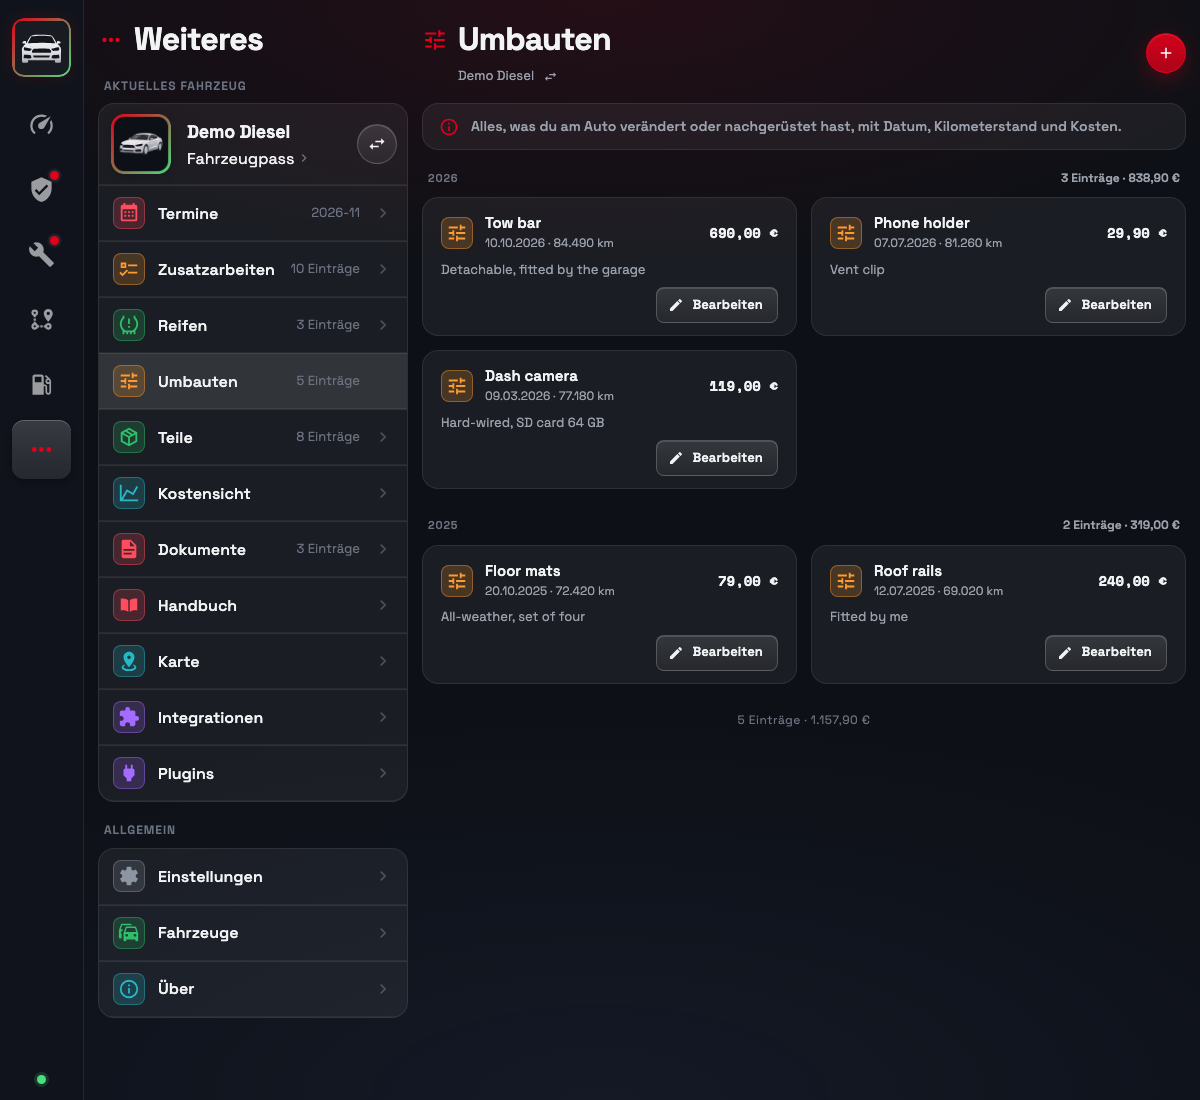 Weiteres
AKTUELLES FAHRZEUG
Demo Diesel
Fahrzeugpass
Termine 2026-11
Zusatzarbeiten 10 Einträge
Reifen 3 Einträge
Umbauten 5 Einträge
Teile 8 Einträge
Kostensicht
Dokumente 3 Einträge
Handbuch
Karte
Integrationen
Plugins
ALLGEMEIN
Einstellungen
Fahrzeuge
Über
Umbauten
Demo Diesel
Alles, was du am Auto verändert oder nachgerüstet hast, mit Datum, Kilometerstand und Kosten.
2026 3 Einträge · 838,90 €
Tow bar
10.10.2026 · 84.490 km
690,00 €
Detachable, fitted by the garage
Bearbeiten
Phone holder
07.07.2026 · 81.260 km
29,90 €
Vent clip
Bearbeiten
Dash camera
09.03.2026 · 77.180 km
119,00 €
Hard-wired, SD card 64 GB
Bearbeiten
2025 2 Einträge · 319,00 €
Floor mats
20.10.2025 · 72.420 km
79,00 €
All-weather, set of four
Bearbeiten
Roof rails
12.07.2025 · 69.020 km
240,00 €
Fitted by me
Bearbeiten
5 Einträge · 1.157,90 €